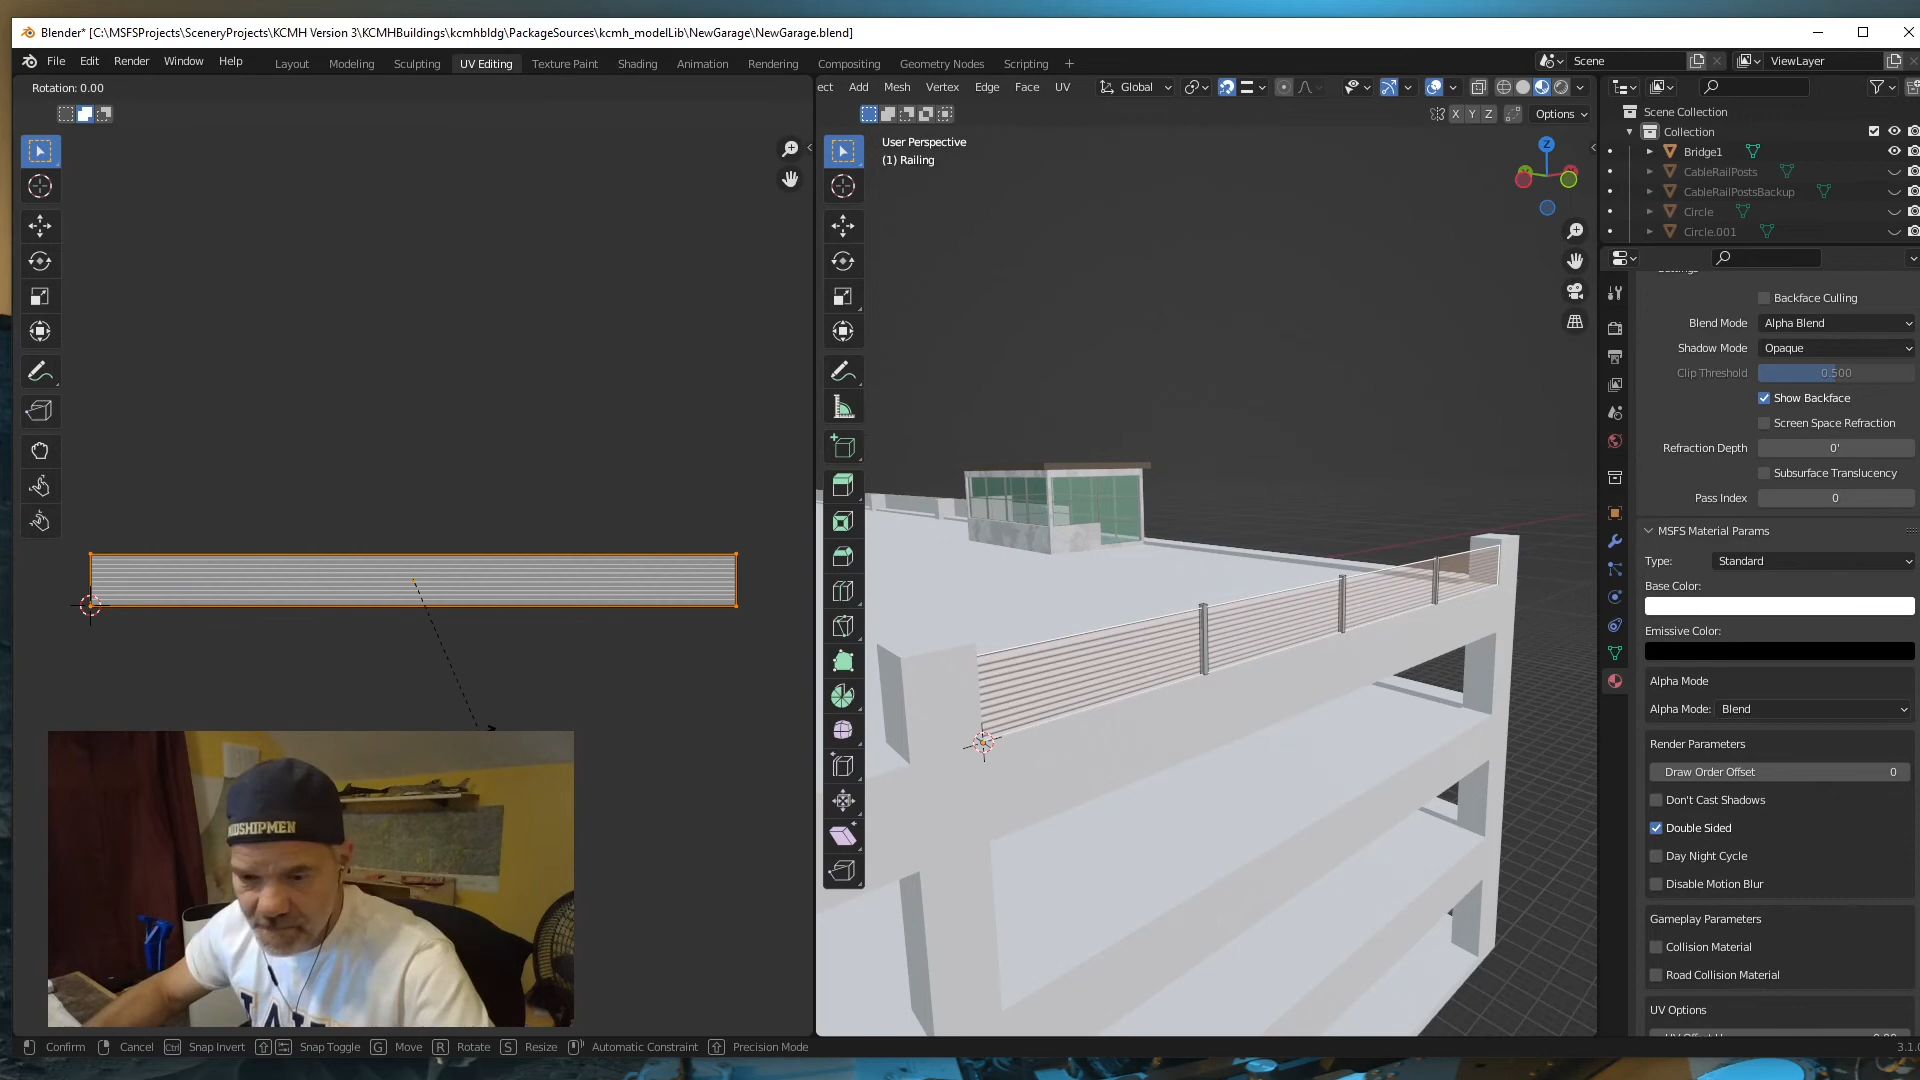 Blender* [C:\MSFSProjects\SceneryProjects\KCMH Version 3\KCMHBuildings\kcmhbldg\PackageSources\kcmh_modelLib\NewGarage\NewGarage.blend]
File Edit Render Window Help Layout Modeling Sculpting UV Editing Texture Paint Shading Animation Rendering Compositing Geometry Nodes Scripting + Scene ViewLayer
Rotation: 0.00
ect Add Mesh Vertex Edge Face UV Global
X Y Z Options
User Perspective
(1) Railing
Z
Scene Collection
Collection
Bridge1
CableRailPosts
CableRailPostsBackup
Circle
Circle.001
Backface Culling
Blend Mode Alpha Blend
Shadow Mode Opaque
Clip Threshold 0.500
Show Backface
Screen Space Refraction
Refraction Depth 0'
Subsurface Translucency
Pass Index 0
MSFS Material Params
Type: Standard
Base Color:
Emissive Color:
Alpha Mode
Alpha Mode: Blend
Render Parameters
Draw Order Offset 0
Don't Cast Shadows
Double Sided
Day Night Cycle
Disable Motion Blur
Gameplay Parameters
Collision Material
Road Collision Material
UV Options
Confirm Cancel Ctrl Snap Invert Snap Toggle G Move R Rotate S Resize Automatic Constraint Precision Mode